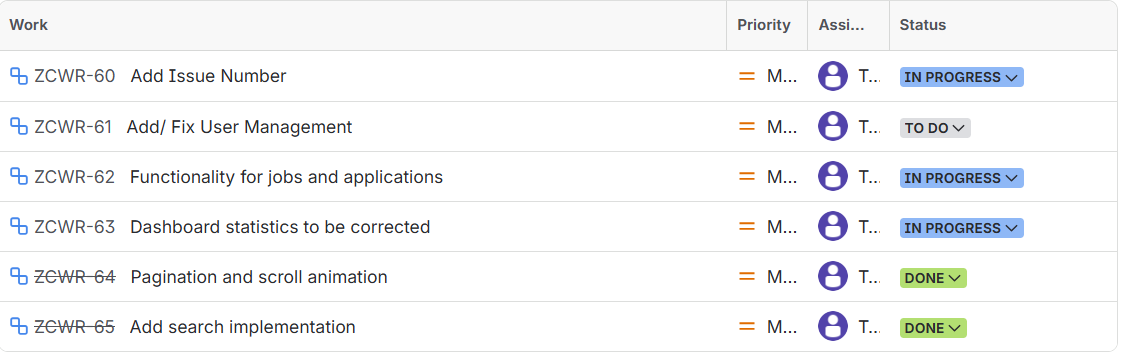 Work Priority Assi... Status
ZCWR-60 Add Issue Number M... T... IN PROGRESS
ZCWR-61 Add/ Fix User Management M... T... TO DO
ZCWR-62 Functionality for jobs and applications M... T... IN PROGRESS
ZCWR-63 Dashboard statistics to be corrected M... T... IN PROGRESS
ZCWR-64 Pagination and scroll animation M... T... DONE
ZCWR-65 Add search implementation M... T... DONE